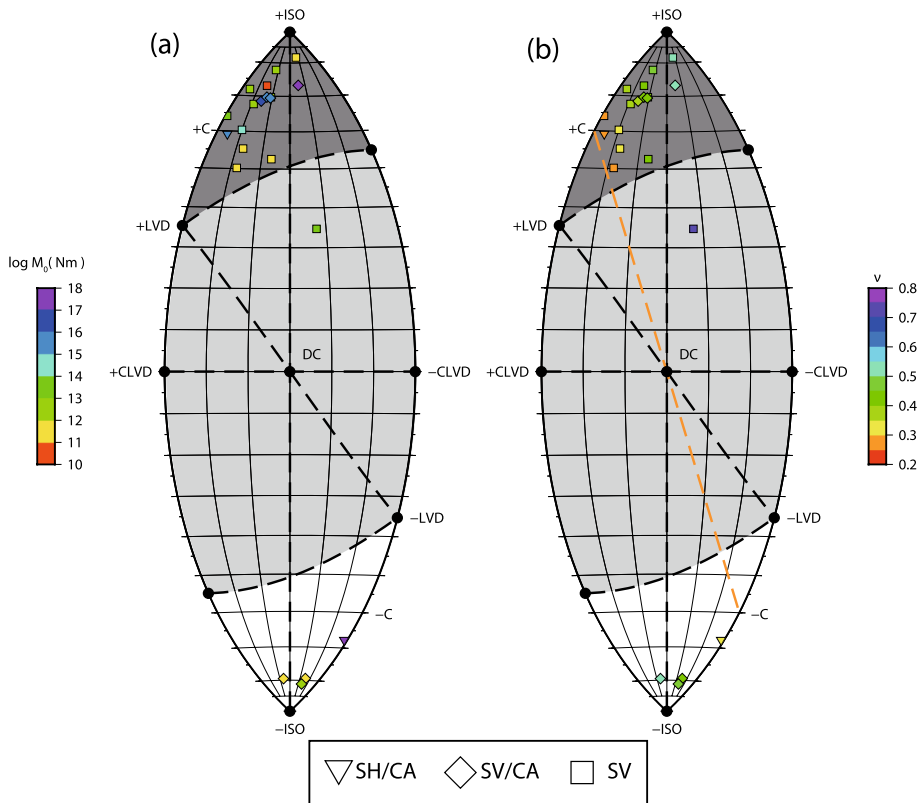 +ISO
(a)
+C
+LVD
log M₀( Nm )
18
17
16
15
14
13
12
11
10
DC
+CLVD
−CLVD
−LVD
−C
−ISO
+ISO
(b)
+C
+LVD
DC
+CLVD
−CLVD
−LVD
−C
−ISO
ν
0.8
0.7
0.6
0.5
0.4
0.3
0.2
SH/CA SV/CA SV